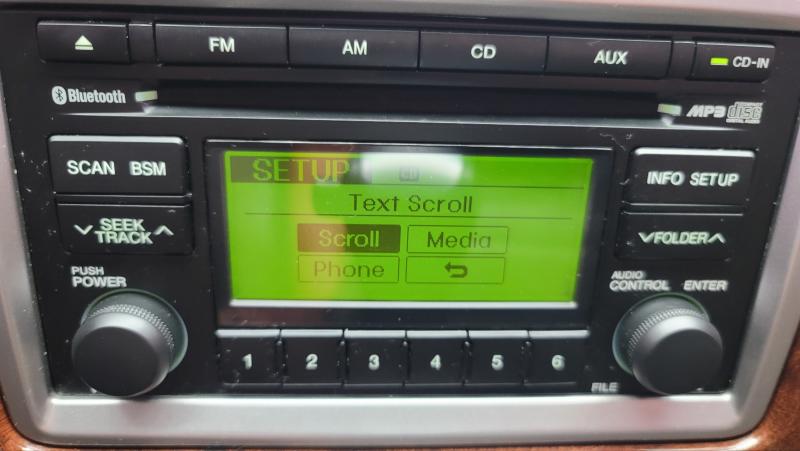 FM AM CD AUX CD-IN
Bluetooth MP3 disc
SCAN BSM
SEEK
TRACK
PUSH
POWER
SETUP CD
Text Scroll
Scroll Media
Phone
INFO SETUP
FOLDER
AUDIO
CONTROL ENTER
1 2 3 4 5 6
FILE